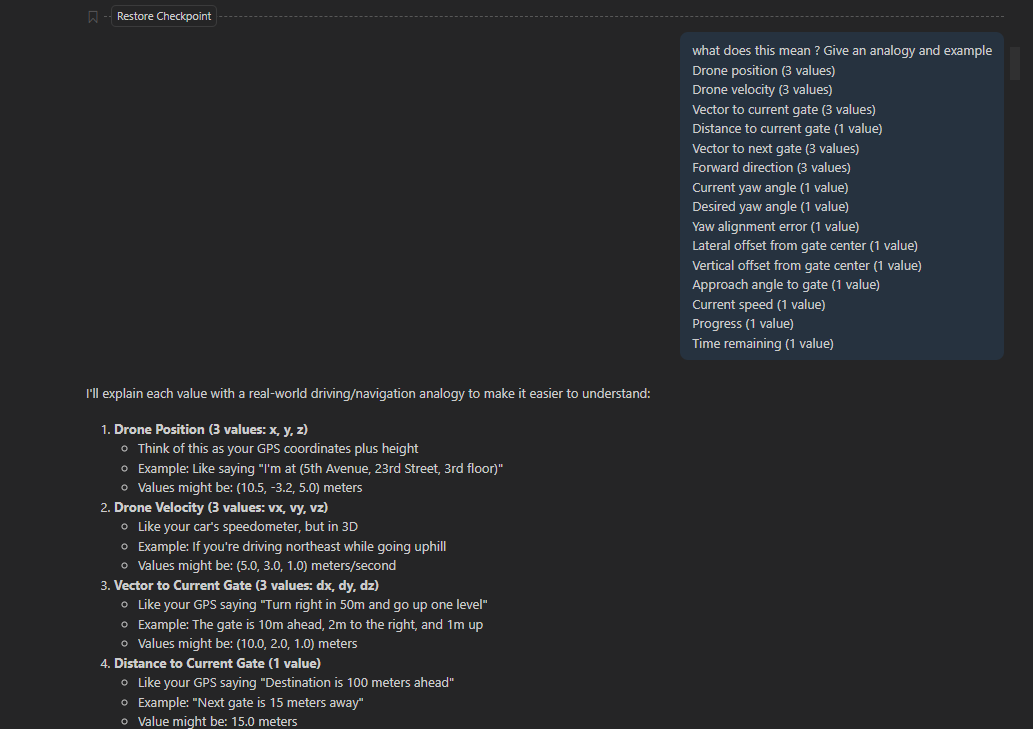 Restore Checkpoint
what does this mean ? Give an analogy and example
Drone position (3 values)
Drone velocity (3 values)
Vector to current gate (3 values)
Distance to current gate (1 value)
Vector to next gate (3 values)
Forward direction (3 values)
Current yaw angle (1 value)
Desired yaw angle (1 value)
Yaw alignment error (1 value)
Lateral offset from gate center (1 value)
Vertical offset from gate center (1 value)
Approach angle to gate (1 value)
Current speed (1 value)
Progress (1 value)
Time remaining (1 value)
I'll explain each value with a real-world driving/navigation analogy to make it easier to understand:
1. Drone Position (3 values: x, y, z)
Think of this as your GPS coordinates plus height
Example: Like saying "I'm at (5th Avenue, 23rd Street, 3rd floor)"
Values might be: (10.5, -3.2, 5.0) meters
2. Drone Velocity (3 values: vx, vy, vz)
Like your car's speedometer, but in 3D
Example: If you're driving northeast while going uphill
Values might be: (5.0, 3.0, 1.0) meters/second
3. Vector to Current Gate (3 values: dx, dy, dz)
Like your GPS saying "Turn right in 50m and go up one level"
Example: The gate is 10m ahead, 2m to the right, and 1m up
Values might be: (10.0, 2.0, 1.0) meters
4. Distance to Current Gate (1 value)
Like your GPS saying "Destination is 100 meters ahead"
Example: "Next gate is 15 meters away"
Value might be: 15.0 meters